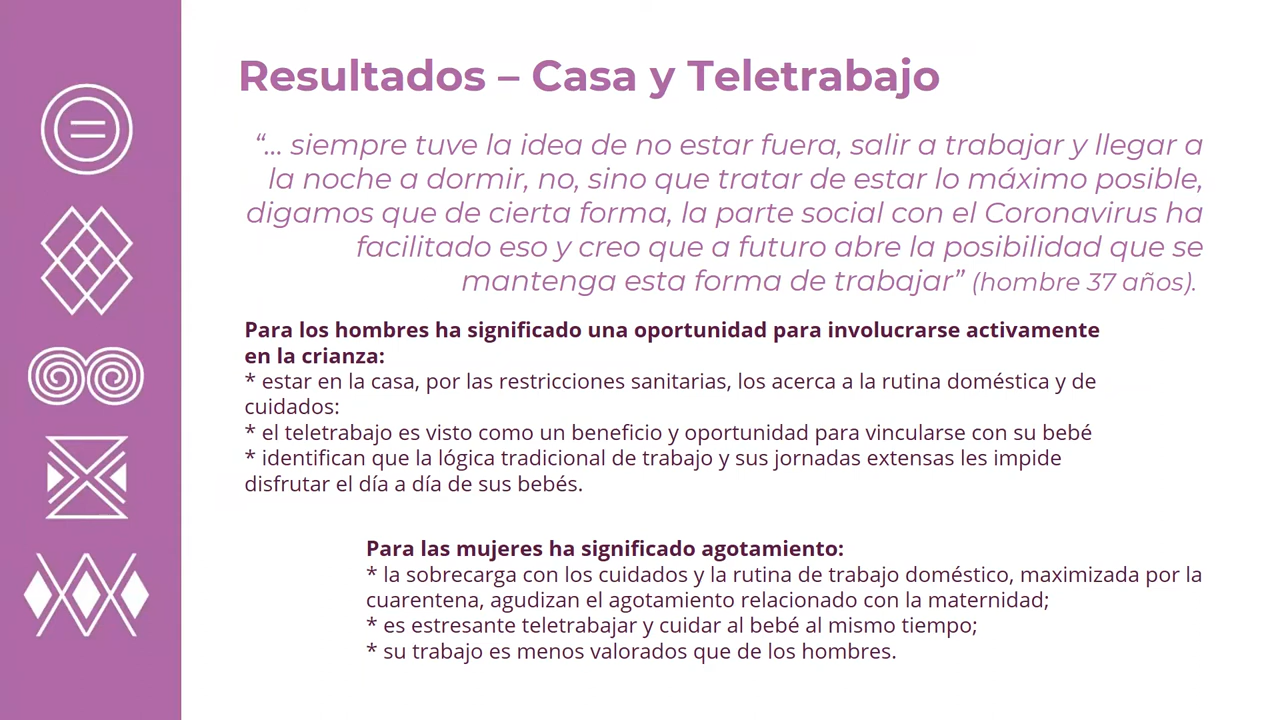 Resultados – Casa y Teletrabajo
“... siempre tuve la idea de no estar fuera, salir a trabajar y llegar a
la noche a dormir, no, sino que tratar de estar lo máximo posible,
digamos que de cierta forma, la parte social con el Coronavirus ha
facilitado eso y creo que a futuro abre la posibilidad que se
mantenga esta forma de trabajar” (hombre 37 años).
Para los hombres ha significado una oportunidad para involucrarse activamente
en la crianza:
* estar en la casa, por las restricciones sanitarias, los acerca a la rutina doméstica y de
cuidados:
* el teletrabajo es visto como un beneficio y oportunidad para vincularse con su bebé
* identifican que la lógica tradicional de trabajo y sus jornadas extensas les impide
disfrutar el día a día de sus bebés.
Para las mujeres ha significado agotamiento:
* la sobrecarga con los cuidados y la rutina de trabajo doméstico, maximizada por la
cuarentena, agudizan el agotamiento relacionado con la maternidad;
* es estresante teletrabajar y cuidar al bebé al mismo tiempo;
* su trabajo es menos valorados que de los hombres.